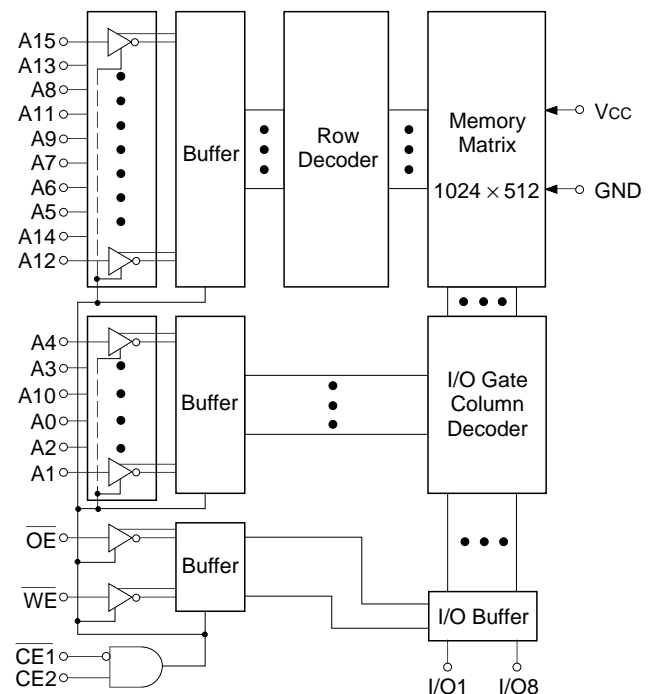 A15
A13
A8
A11
A9
A7
A6
A5
A14
A12
Buffer
Row
Decoder
Memory
Matrix
1024 × 512
VCC
GND
A4
A3
A10
A0
A2
A1
Buffer
I/O Gate
Column
Decoder
OE
WE
CE1
CE2
Buffer
I/O Buffer
I/O1
I/O8